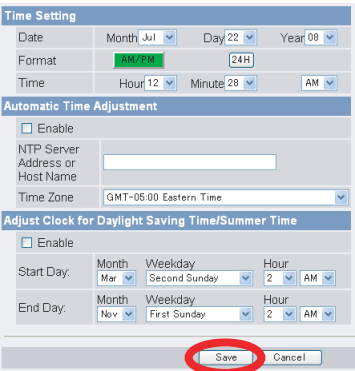 Time Setting
Date Month Jul Day 22 Year 08
Format AM/PM 24H
Time Hour 12 Minute 28 AM
Automatic Time Adjustment
Enable
NTP Server
Address or
Host Name
Time Zone GMT-05:00 Eastern Time
Adjust Clock for Daylight Saving Time/Summer Time
Enable
Month Weekday Hour
Start Day: Mar Second Sunday 2 AM
Month Weekday Hour
End Day: Nov First Sunday 2 AM
Save Cancel